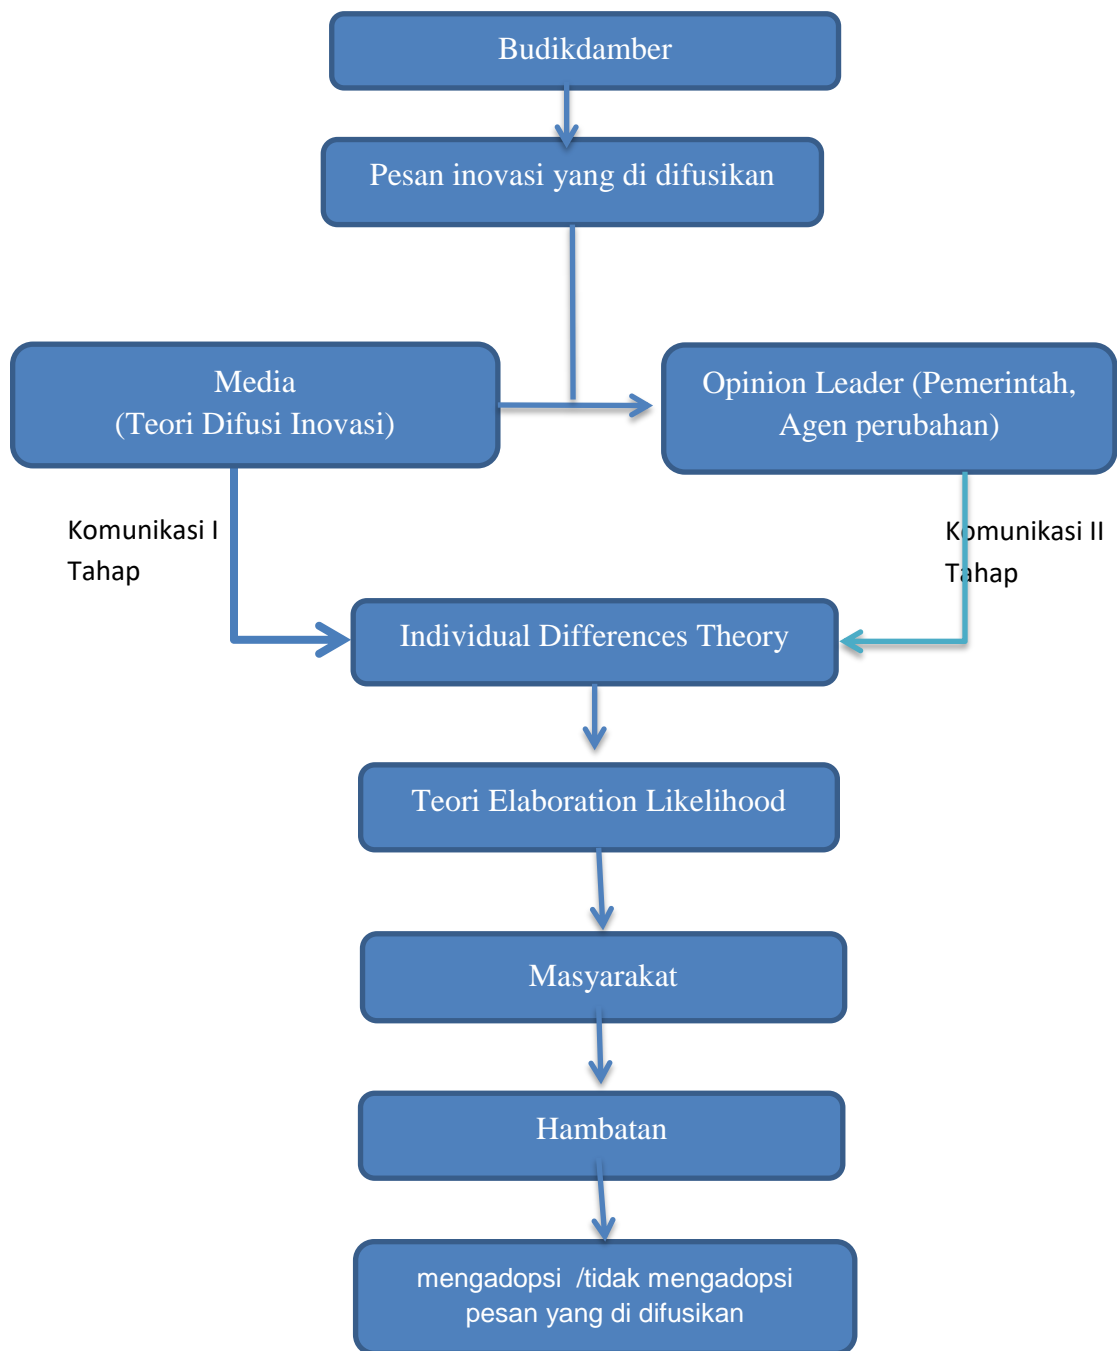 Budikdamber
Pesan inovasi yang di difusikan
Media
(Teori Difusi Inovasi)
Opinion Leader (Pemerintah,
Agen perubahan)
Komunikasi I
Tahap
Komunikasi II
Tahap
Individual Differences Theory
Teori Elaboration Likelihood
Masyarakat
Hambatan
mengadopsi /tidak mengadopsi
pesan yang di difusikan